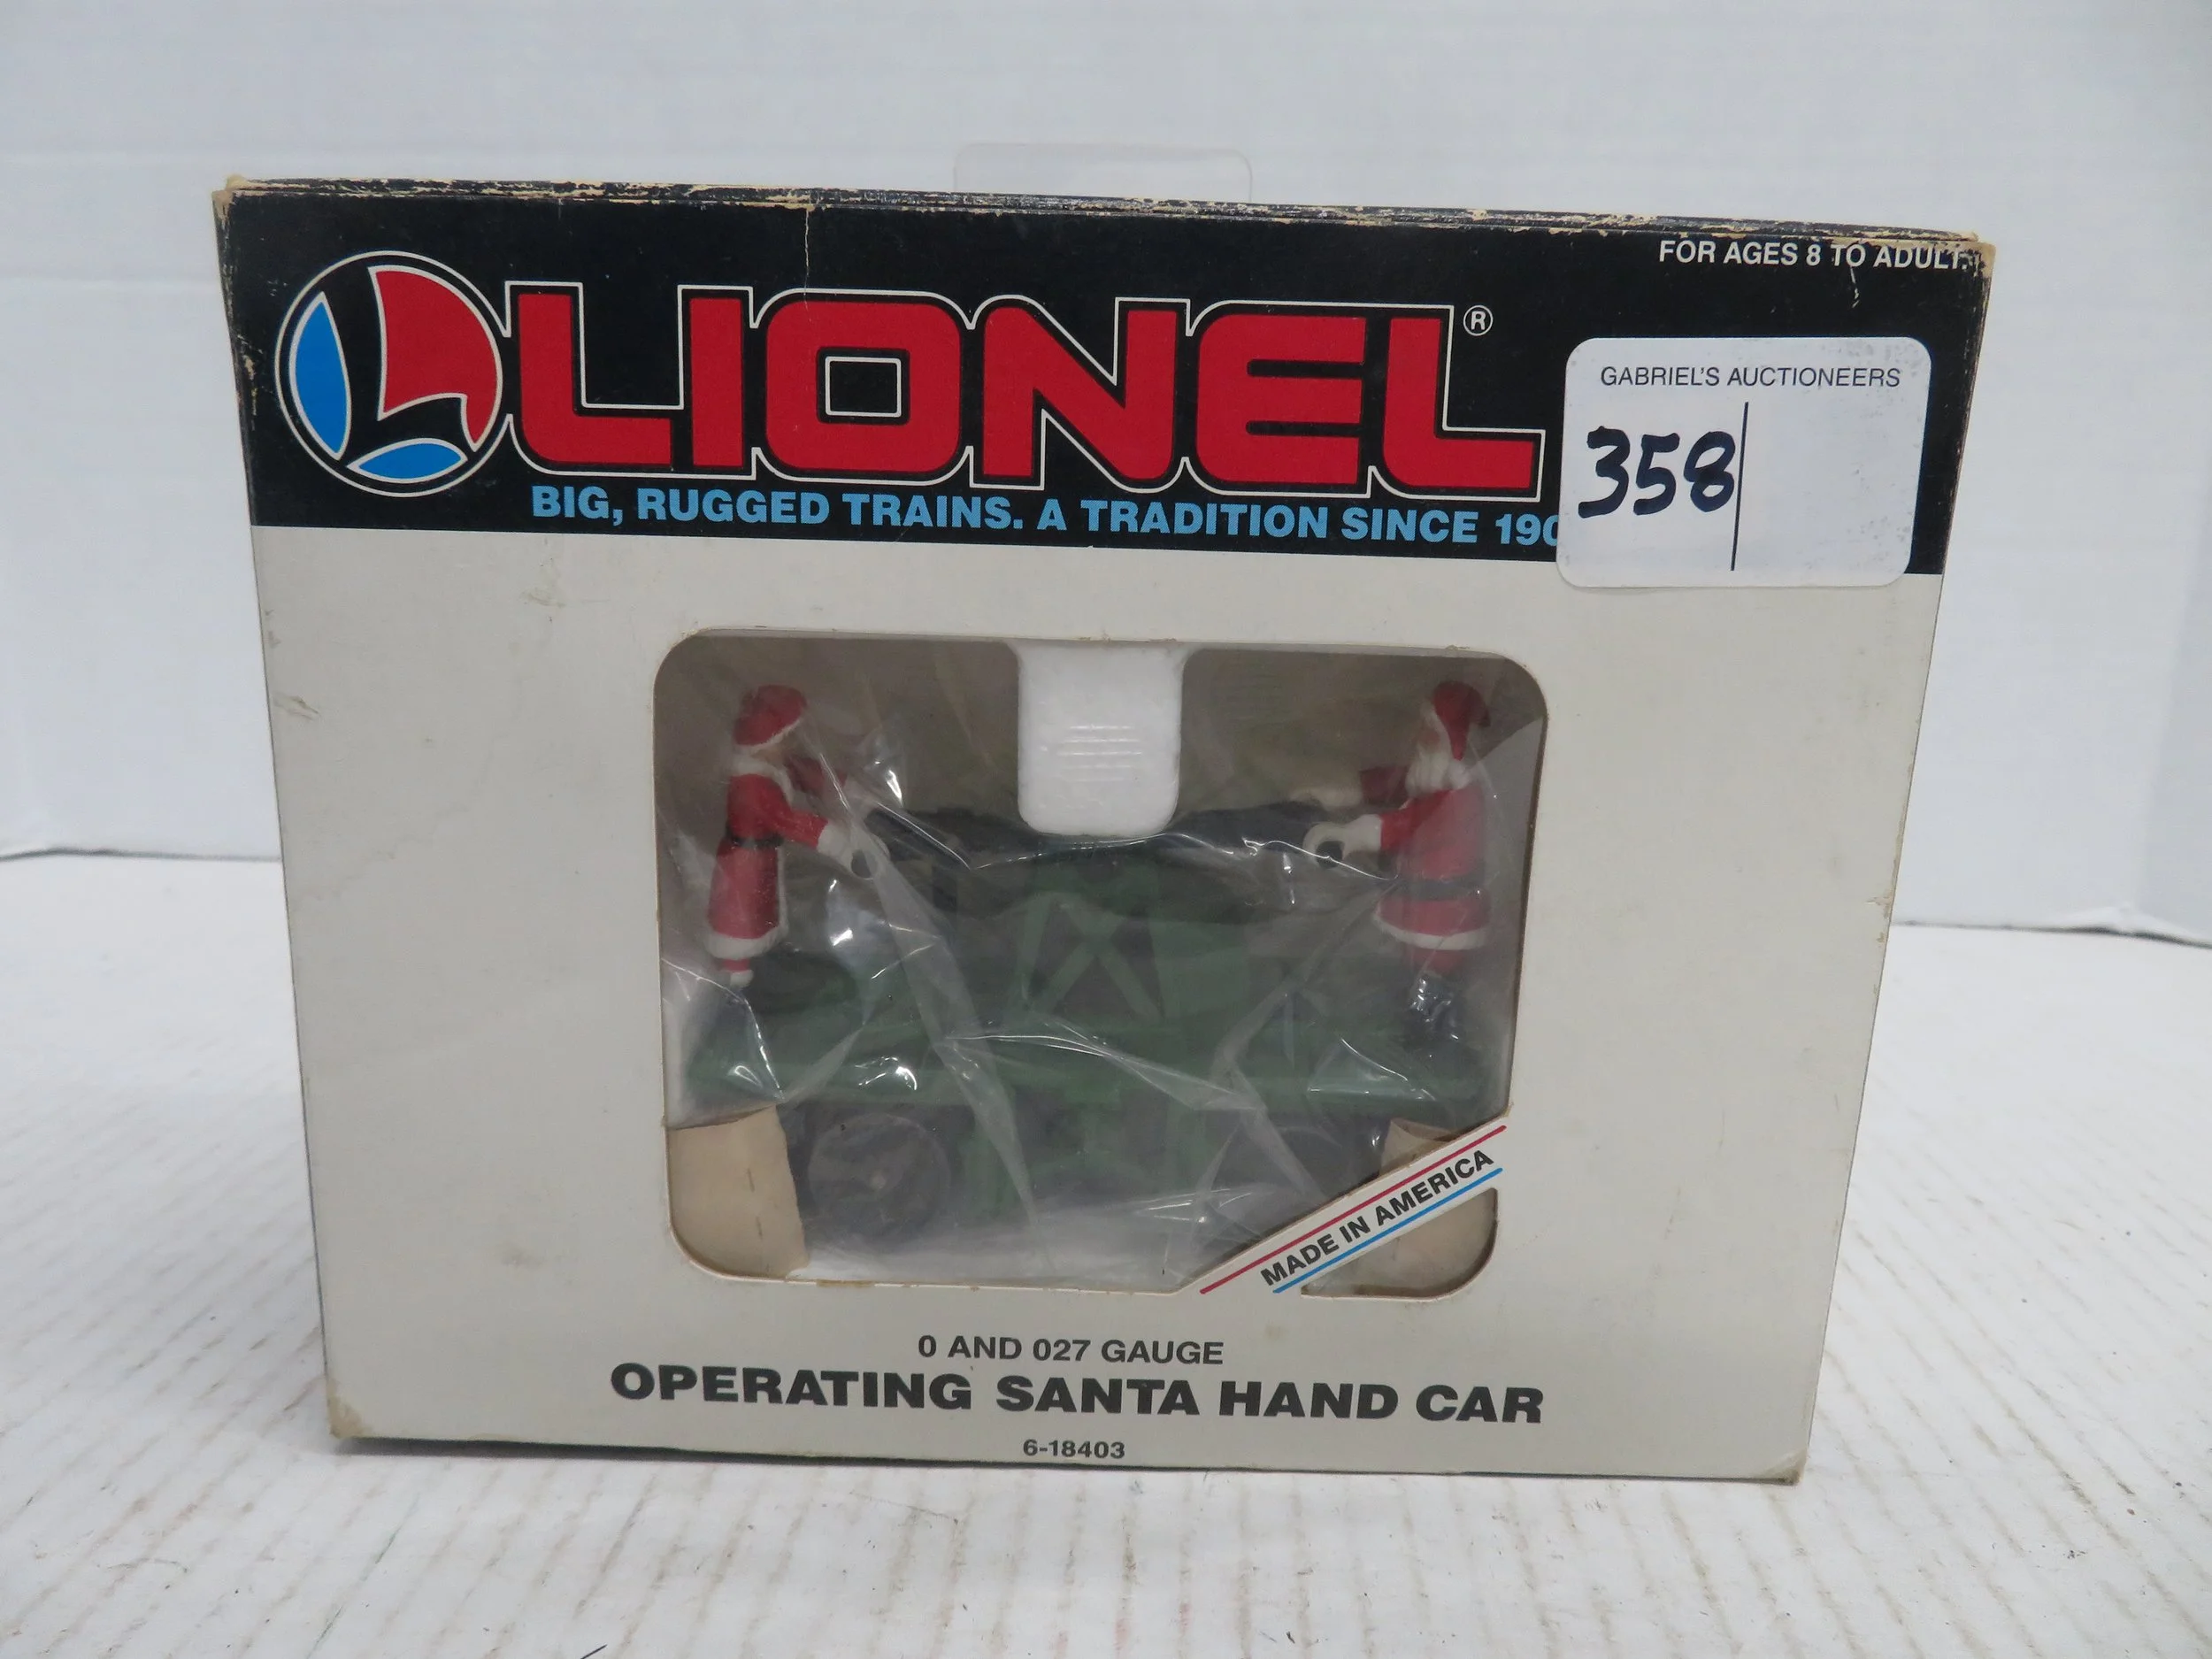 FOR AGES 8 TO ADULT.
LIONEL®
GABRIEL'S AUCTIONEERS
358
BIG, RUGGED TRAINS. A TRADITION SINCE 190
MADE IN AMERICA
0 AND 027 GAUGE
OPERATING SANTA HAND CAR
6-18403